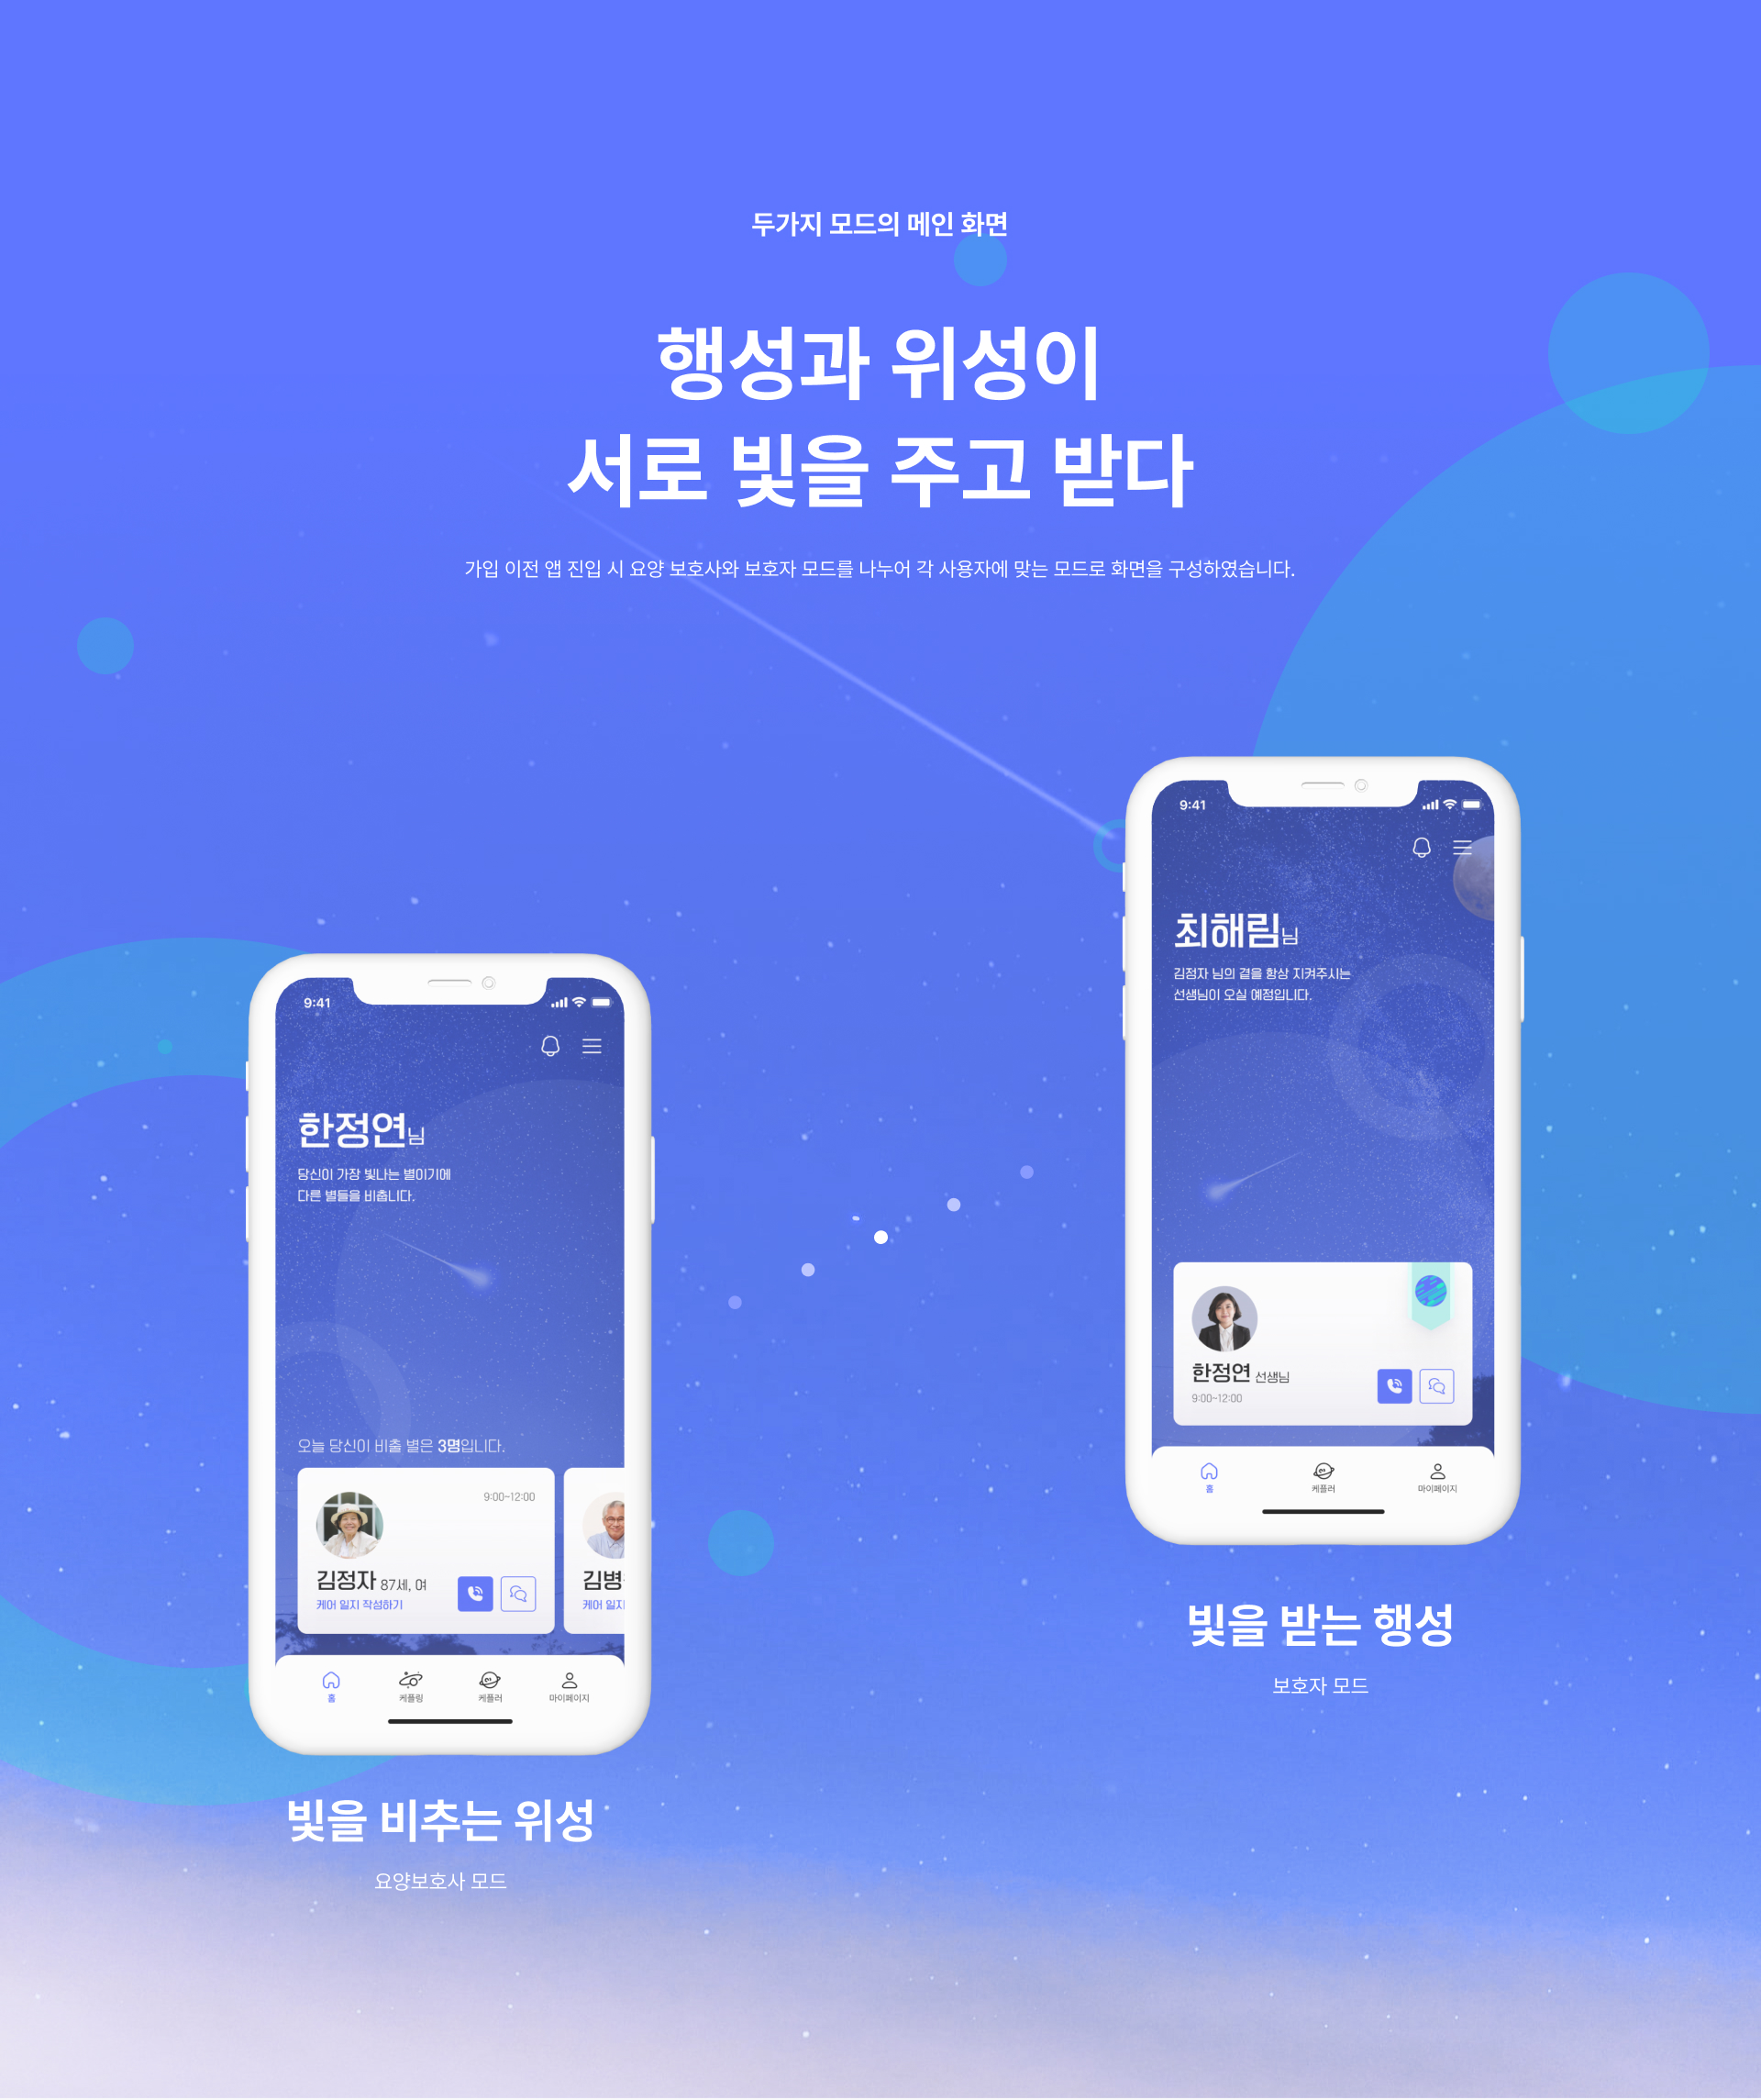 두가지 모드의 메인 화면
행성과 위성이
서로 빛을 주고 받다
가입 이전 앱 진입 시 요양 보호사와 보호자 모드를 나누어 각 사용자에 맞는 모드로 화면을 구성하였습니다.
9:41
한정연님
당신이 가장 빛나는 별이기에
다른 별들을 비춥니다.
오늘 당신이 비출 별은 3명입니다.
9:00~12:00
김정자 87세, 여
케어 일지 작성하기
김병
케어 일지
홈
케플링
케플러
마이페이지
빛을 비추는 위성
요양보호사 모드
9:41
최해림님
김정자 님의 곁을 항상 지켜주시는
선생님이 오실 예정입니다.
한정연 선생님
9:00~12:00
홈
케플러
마이페이지
빛을 받는 행성
보호자 모드